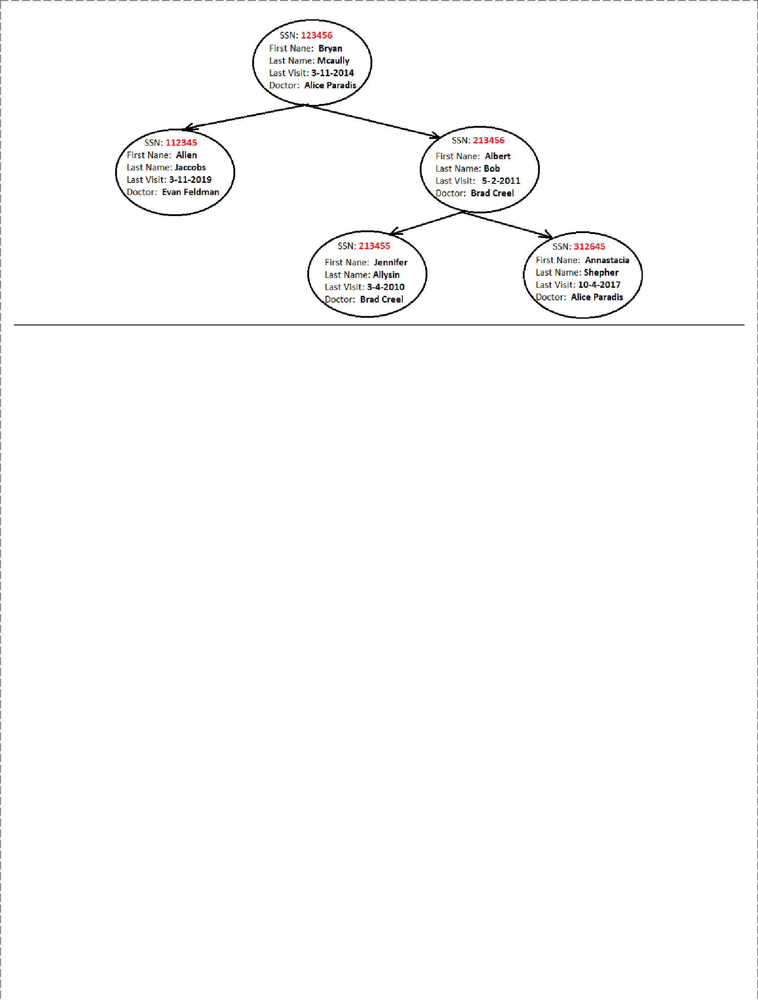 SSN: 123456
First Nane: Bryan
Last Name: Mcaully
Last Visit: 3-11-2014
Doctor: Alice Paradis
SSN: 112345
First Nane: Allen
Last Name: Jaccobs
Last Visit: 3-11-2019
Doctor: Evan Feldman
SSN: 213456
First Nane: Albert
Last Name: Bob
Last Visit: 5-2-2011
Doctor: Brad Creel
SSN: 213455
First Nane: Jennifer
Last Name: Allysin
Last Visit: 3-4-2010
Doctor: Brad Creel
SSN: 312645
First Nane: Annastacia
Last Name: Shepher
Last Visit: 10-4-2017
Doctor: Alice Paradis